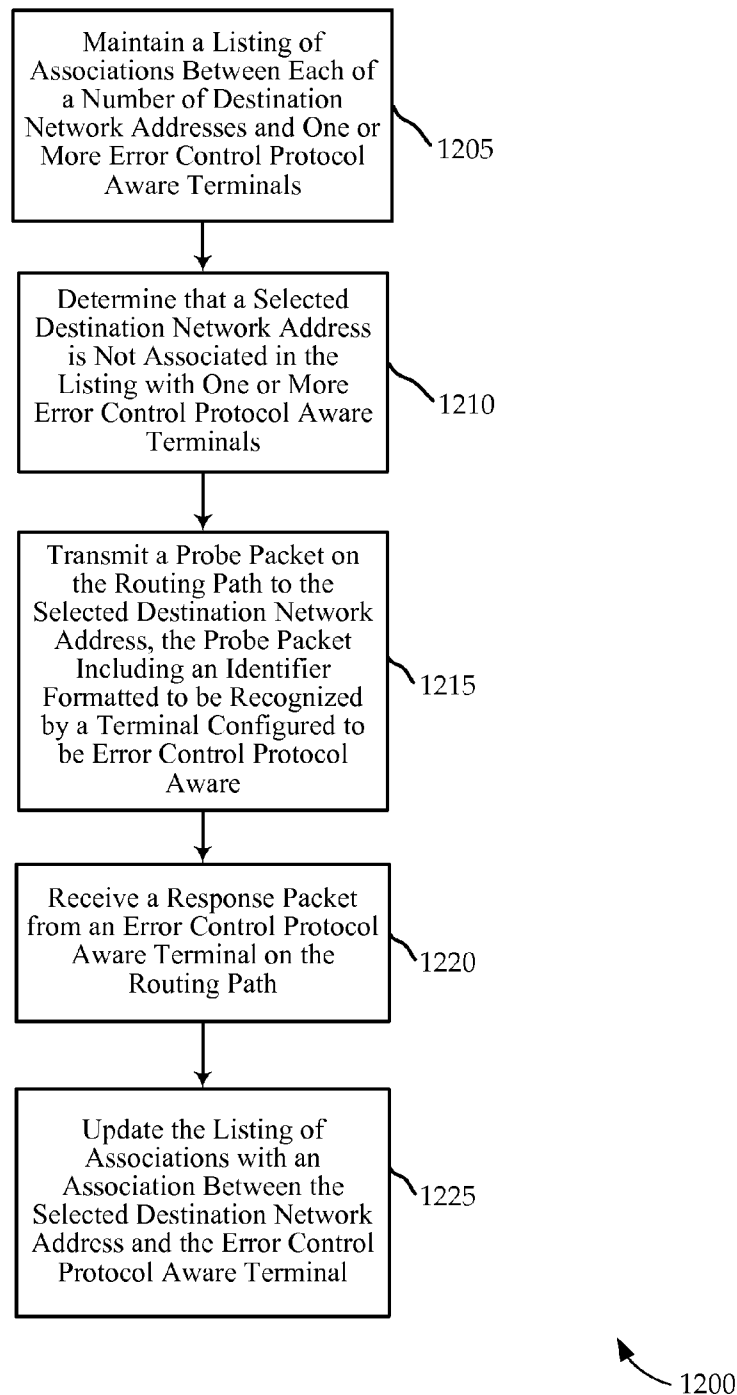 Maintain a Listing of
Associations Between Each of
a Number of Destination
Network Addresses and One or
More Error Control Protocol
Aware Terminals
1205
Determine that a Selected
Destination Network Address
is Not Associated in the
Listing with One or More
Error Control Protocol Aware
Terminals
1210
Transmit a Probe Packet on
the Routing Path to the
Selected Destination Network
Address, the Probe Packet
Including an Identifier
Formatted to be Recognized
by a Terminal Configured to
be Error Control Protocol
Aware
1215
Receive a Response Packet
from an Error Control Protocol
Aware Terminal on the
Routing Path
1220
Update the Listing of
Associations with an
Association Between the
Selected Destination Network
Address and the Error Control
Protocol Aware Terminal
1225
1200